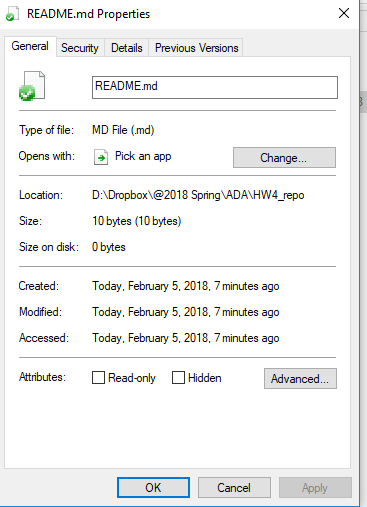 README.md Properties
General Security Details Previous Versions
README.md
Type of file: MD File (.md)
Opens with: Pick an app Change...
Location: D:\Dropbox\@2018 Spring\ADA\HW4_repo
Size: 10 bytes (10 bytes)
Size on disk: 0 bytes
Created: Today, February 5, 2018, 7 minutes ago
Modified: Today, February 5, 2018, 7 minutes ago
Accessed: Today, February 5, 2018, 7 minutes ago
Attributes: Read-only Hidden Advanced...
OK Cancel Apply